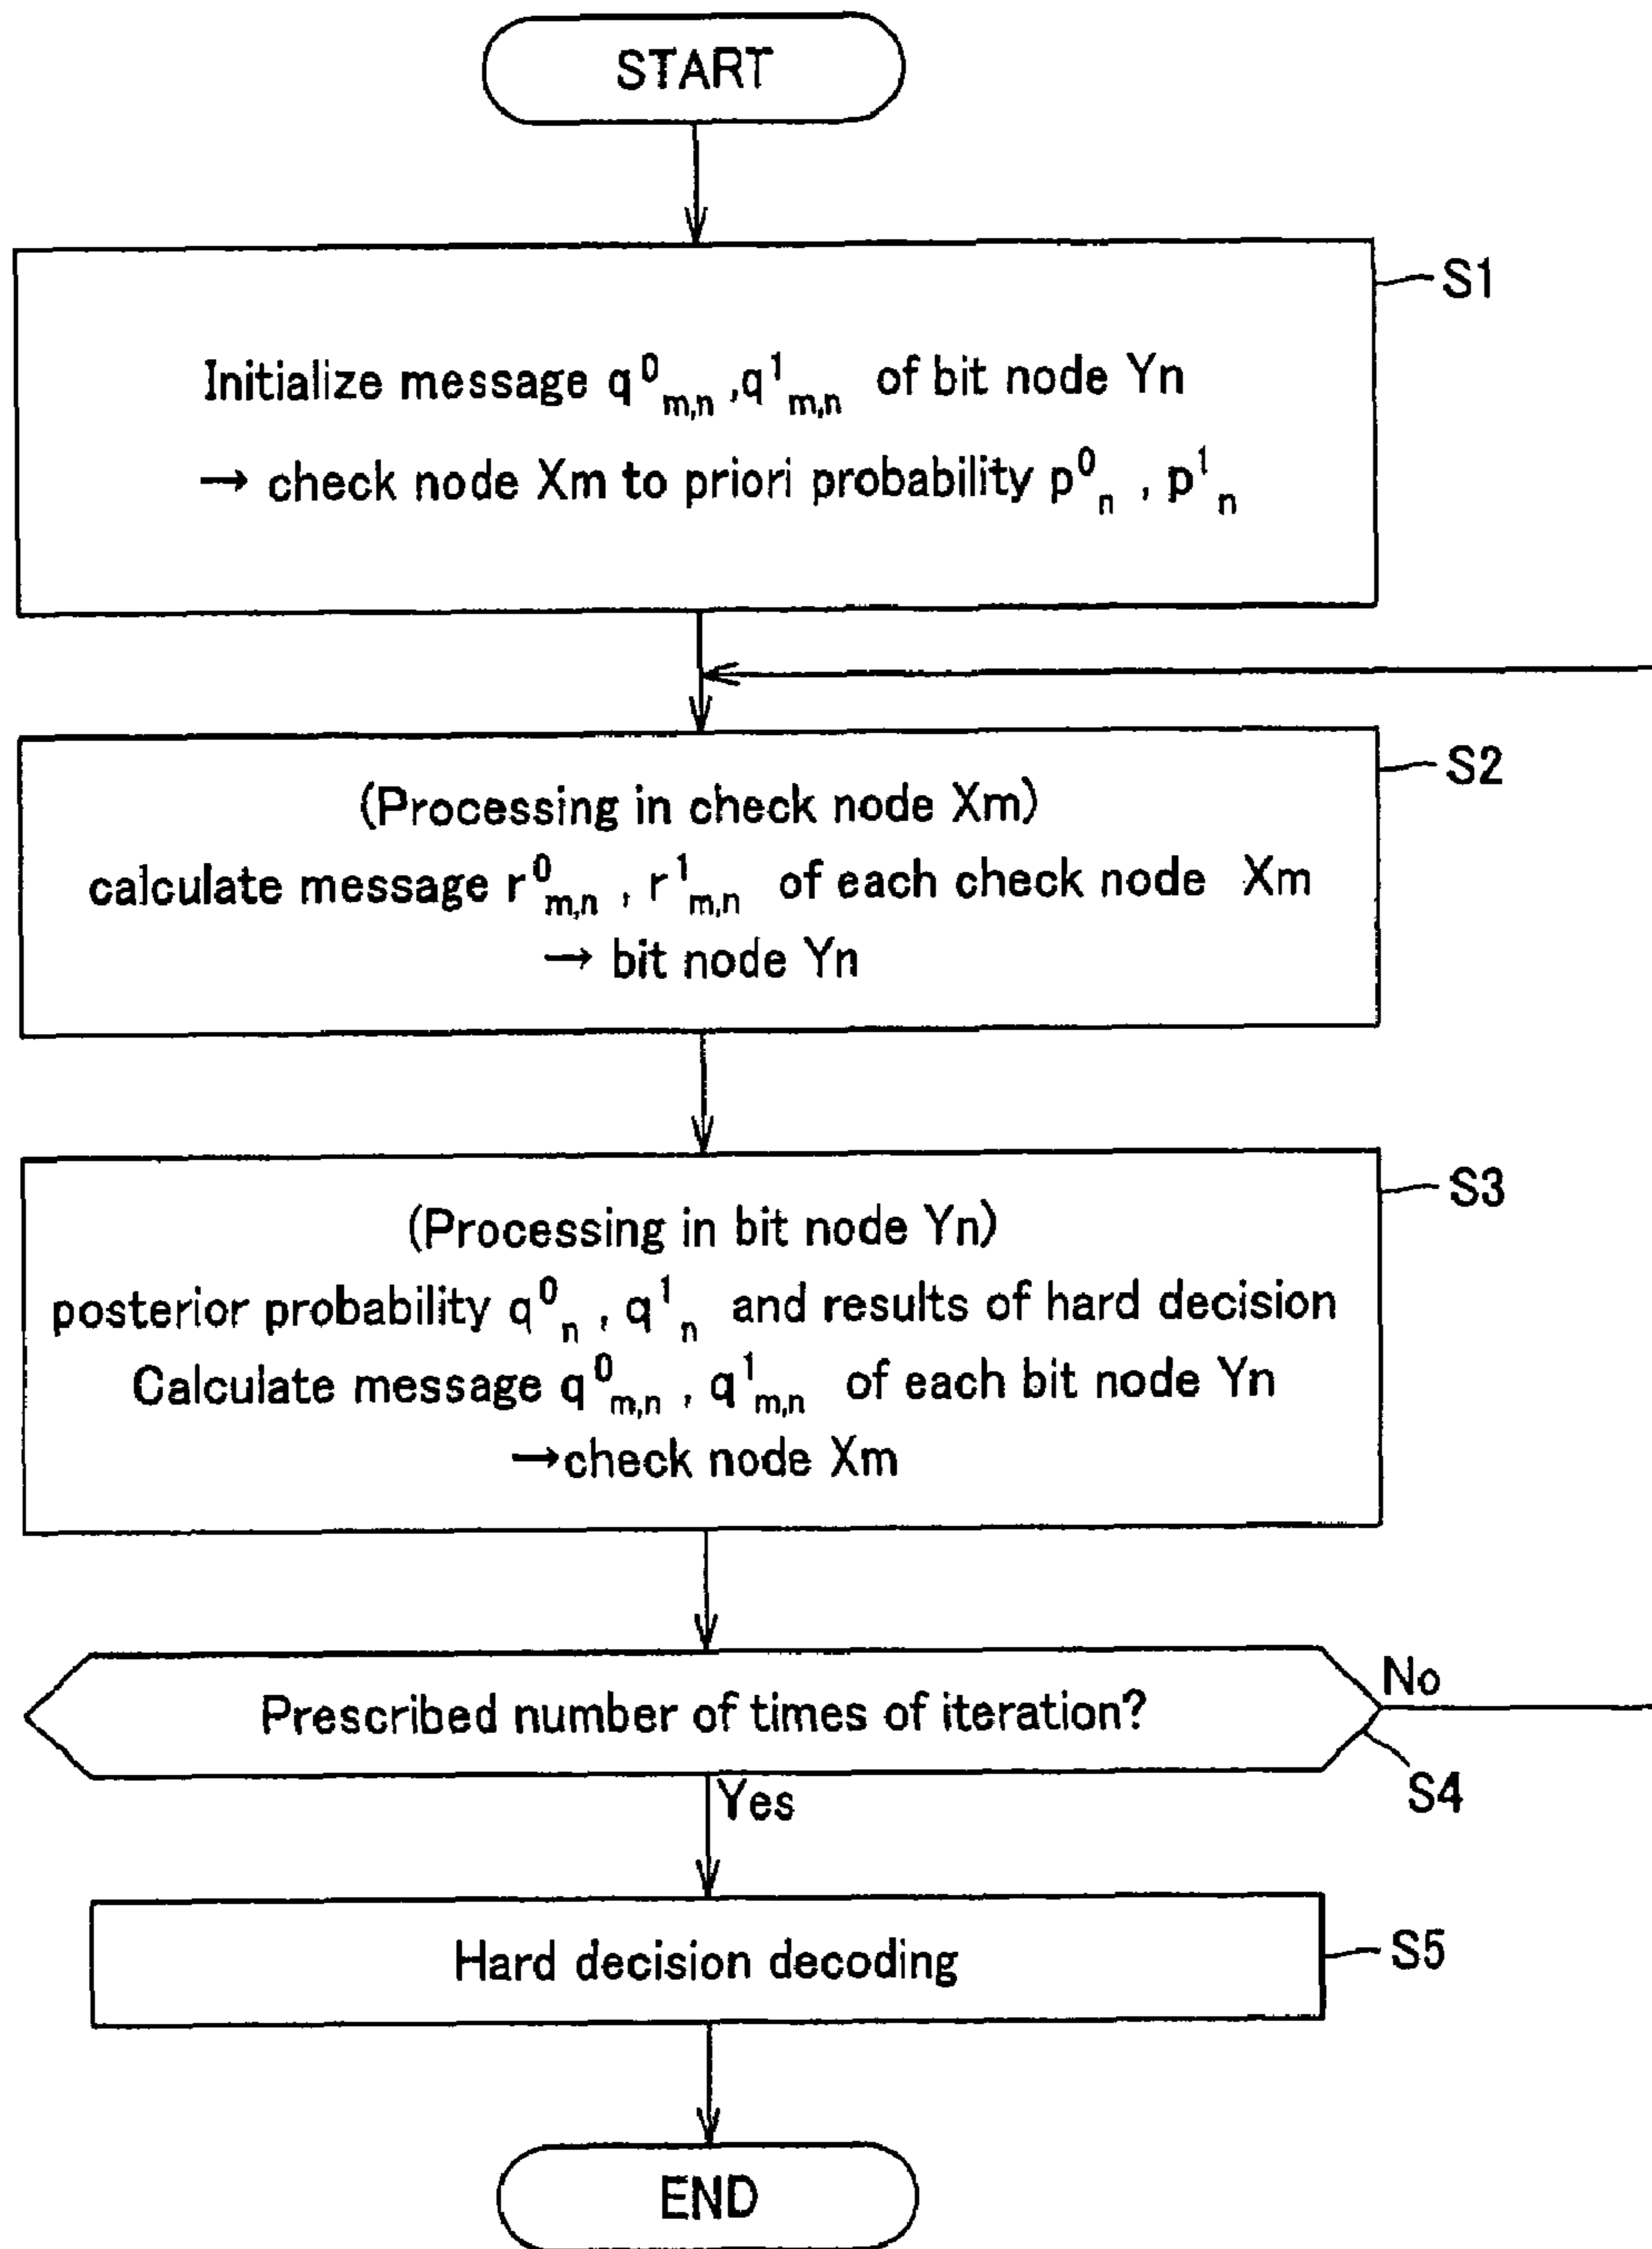 START
S1
Initialize message q⁰m,n ,q¹m,n of bit node Yn
→ check node Xm to priori probability p⁰n , p¹n
S2
(Processing in check node Xm)
calculate message r⁰m,n , r¹m,n of each check node Xm
→ bit node Yn
S3
(Processing in bit node Yn)
posterior probability q⁰n , q¹n and results of hard decision
Calculate message q⁰m,n , q¹m,n of each bit node Yn
→check node Xm
No
Prescribed number of times of iteration?
S4
Yes
Hard decision decoding
S5
END